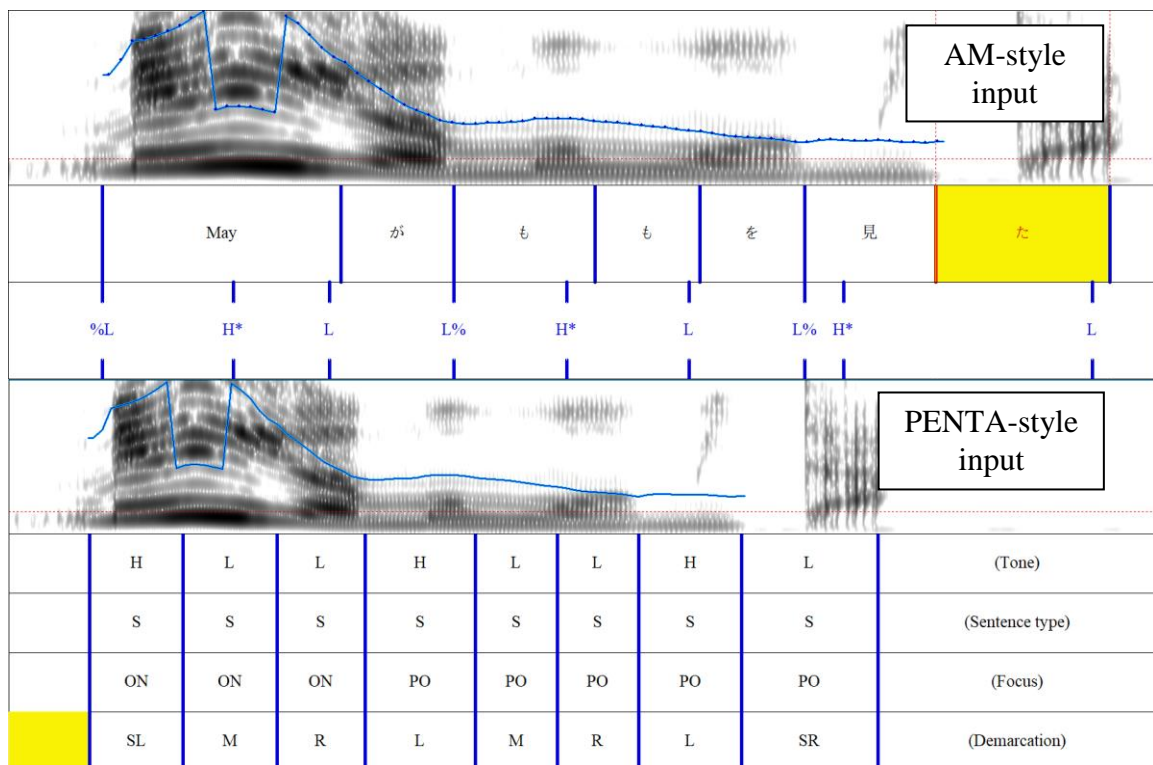 AM-style
input
May が も も を 見 た
%L H* L L% H* L L% H* L
PENTA-style
input
H L L H L L H L (Tone)
S S S S S S S S (Sentence type)
ON ON ON PO PO PO PO PO (Focus)
SL M R L M R L SR (Demarcation)